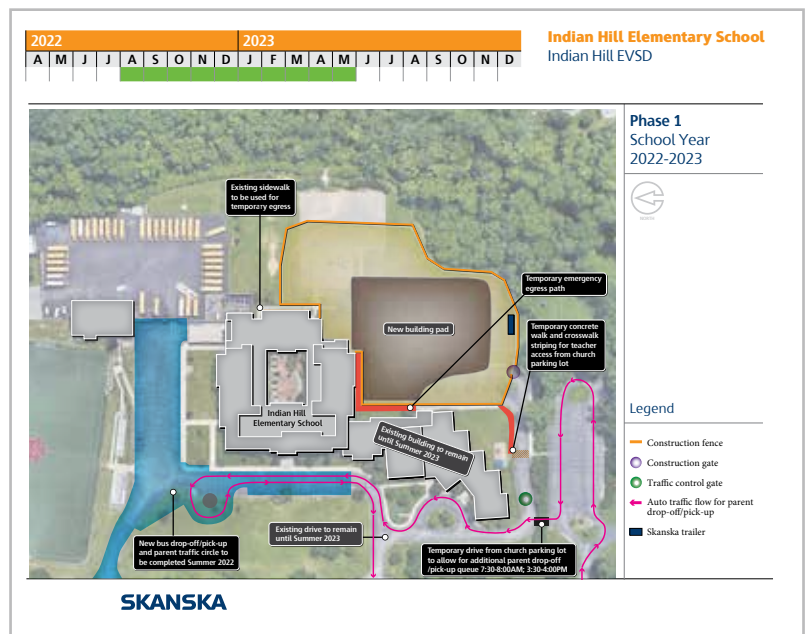 2022 2023
A M J J A S O N D J F M A M J J A S O N D
Indian Hill Elementary School
Indian Hill EVSD
Phase 1
School Year
2022-2023
NORTH
Existing sidewalk
to be used for
temporary egress
Temporary emergency
egress path
New building pad
Temporary concrete
walk and crosswalk
striping for teacher
access from church
parking lot
Indian Hill
Elementary School
Existing building to remain
until Summer 2023
New bus drop-off/pick-up
and parent traffic circle to
be completed Summer 2022
Existing drive to remain
until Summer 2023
Temporary drive from church parking lot
to allow for additional parent drop-off
/pick-up queue 7:30-8:00AM; 3:30-4:00PM
Legend
Construction fence
Construction gate
Traffic control gate
Auto traffic flow for parent
drop-off/pick-up
Skanska trailer
SKANSKA